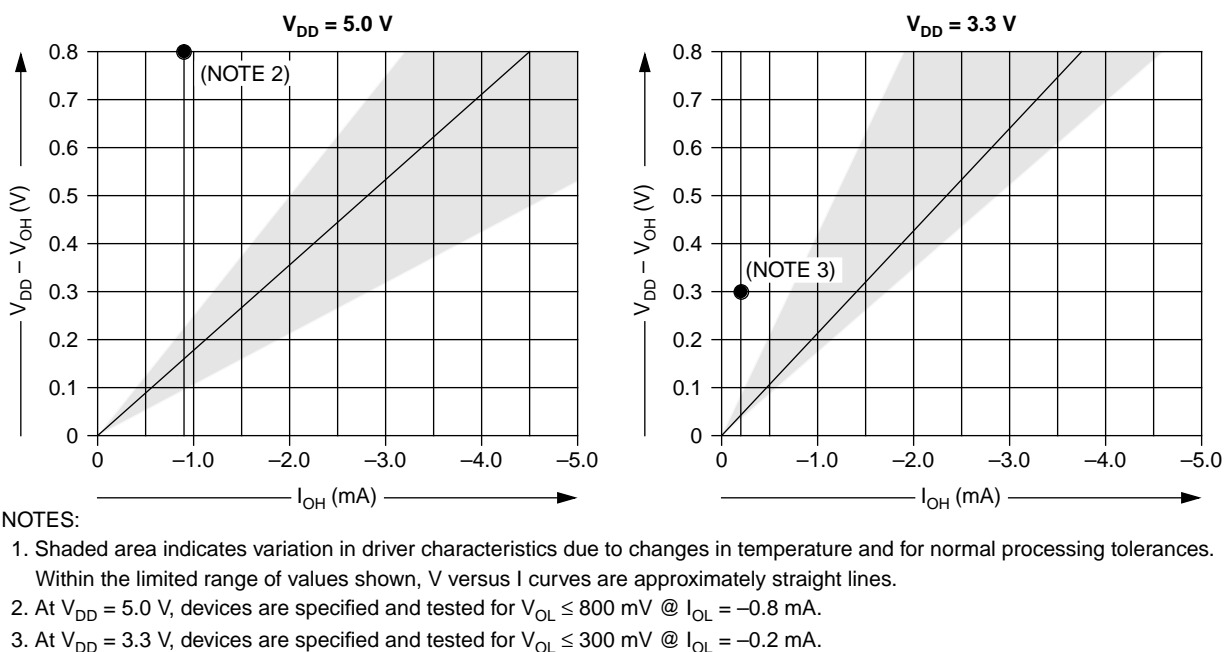 V_DD = 5.0 V
0.8
0.7
0.6
0.5
0.4
0.3
0.2
0.1
0
V_DD – V_OH (V)
(NOTE 2)
0 –1.0 –2.0 –3.0 –4.0 –5.0
I_OH (mA)
V_DD = 3.3 V
0.8
0.7
0.6
0.5
0.4
0.3
0.2
0.1
0
V_DD – V_OH (V)
(NOTE 3)
0 –1.0 –2.0 –3.0 –4.0 –5.0
I_OH (mA)
NOTES:
1. Shaded area indicates variation in driver characteristics due to changes in temperature and for normal processing tolerances.
Within the limited range of values shown, V versus I curves are approximately straight lines.
2. At V_DD = 5.0 V, devices are specified and tested for V_OL ≤ 800 mV @ I_OL = –0.8 mA.
3. At V_DD = 3.3 V, devices are specified and tested for V_OL ≤ 300 mV @ I_OL = –0.2 mA.